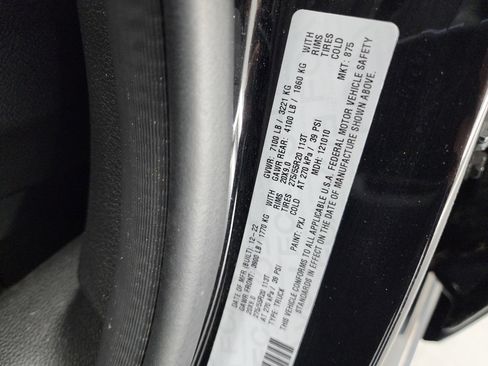 DATE OF MFR (BUILT) 12-22 GVWR: 7100 LB / 3221 KG
GAWR FRONT: 3900 LB / 1770 KG WITH GAWR REAR: 4100 LB / 1860 KG WITH
20X9.0 RIMS 20X9.0 RIMS
275/55R20 113T TIRES 275/55R20 113T TIRES
AT 270 kPa / 39 PSI COLD AT 270 kPa / 39 PSI COLD
TYPE: TRUCK PAINT: PXJ MDH: 121010 MKT: 875
THIS VEHICLE CONFORMS TO ALL APPLICABLE U.S.A. FEDERAL MOTOR VEHICLE SAFETY
STANDARDS IN EFFECT ON THE DATE OF MANUFACTURE SHOWN ABOVE.